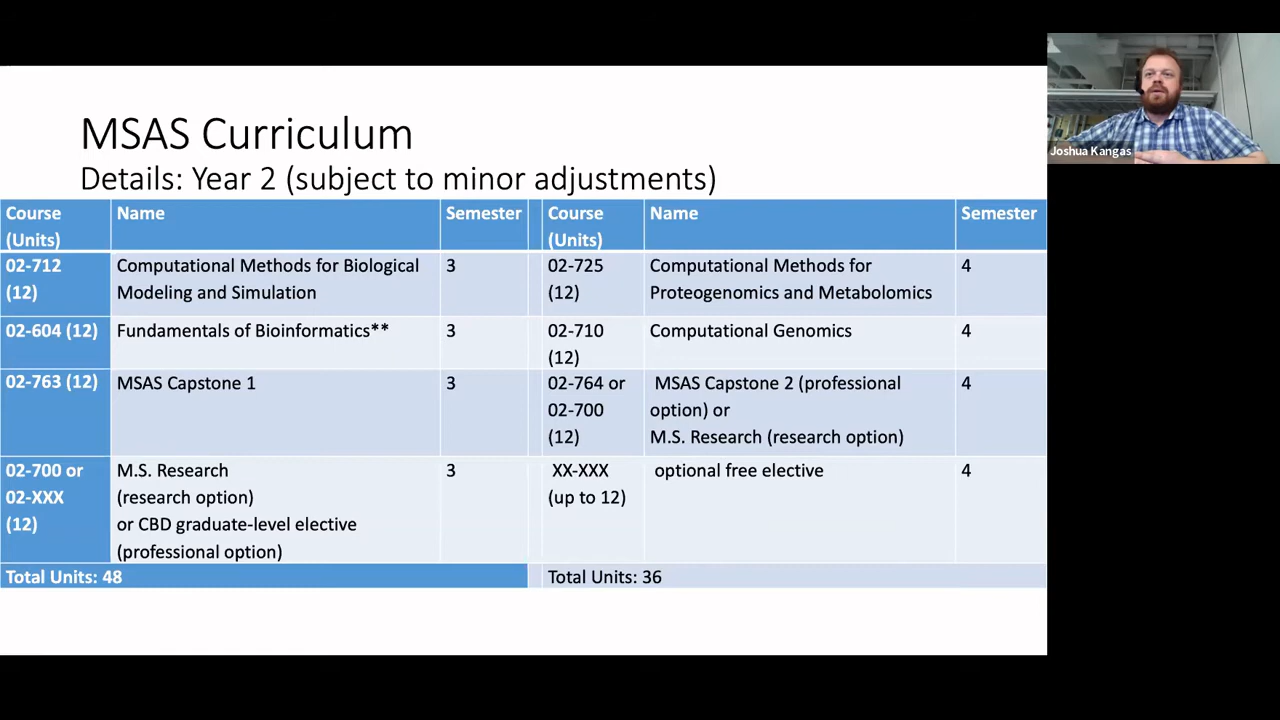 MSAS Curriculum
Details: Year 2 (subject to minor adjustments)
Course
(Units)
Name
Semester
Course
(Units)
Name
Semester
02-712
(12)
Computational Methods for Biological
Modeling and Simulation
3
02-725
(12)
Computational Methods for
Proteogenomics and Metabolomics
4
02-604 (12)
Fundamentals of Bioinformatics**
3
02-710
(12)
Computational Genomics
4
02-763 (12)
MSAS Capstone 1
3
02-764 or
02-700
(12)
MSAS Capstone 2 (professional
option) or
M.S. Research (research option)
4
02-700 or
02-XXX
(12)
M.S. Research
(research option)
or CBD graduate-level elective
(professional option)
3
XX-XXX
(up to 12)
optional free elective
4
Total Units: 48
Total Units: 36
Joshua Kangas